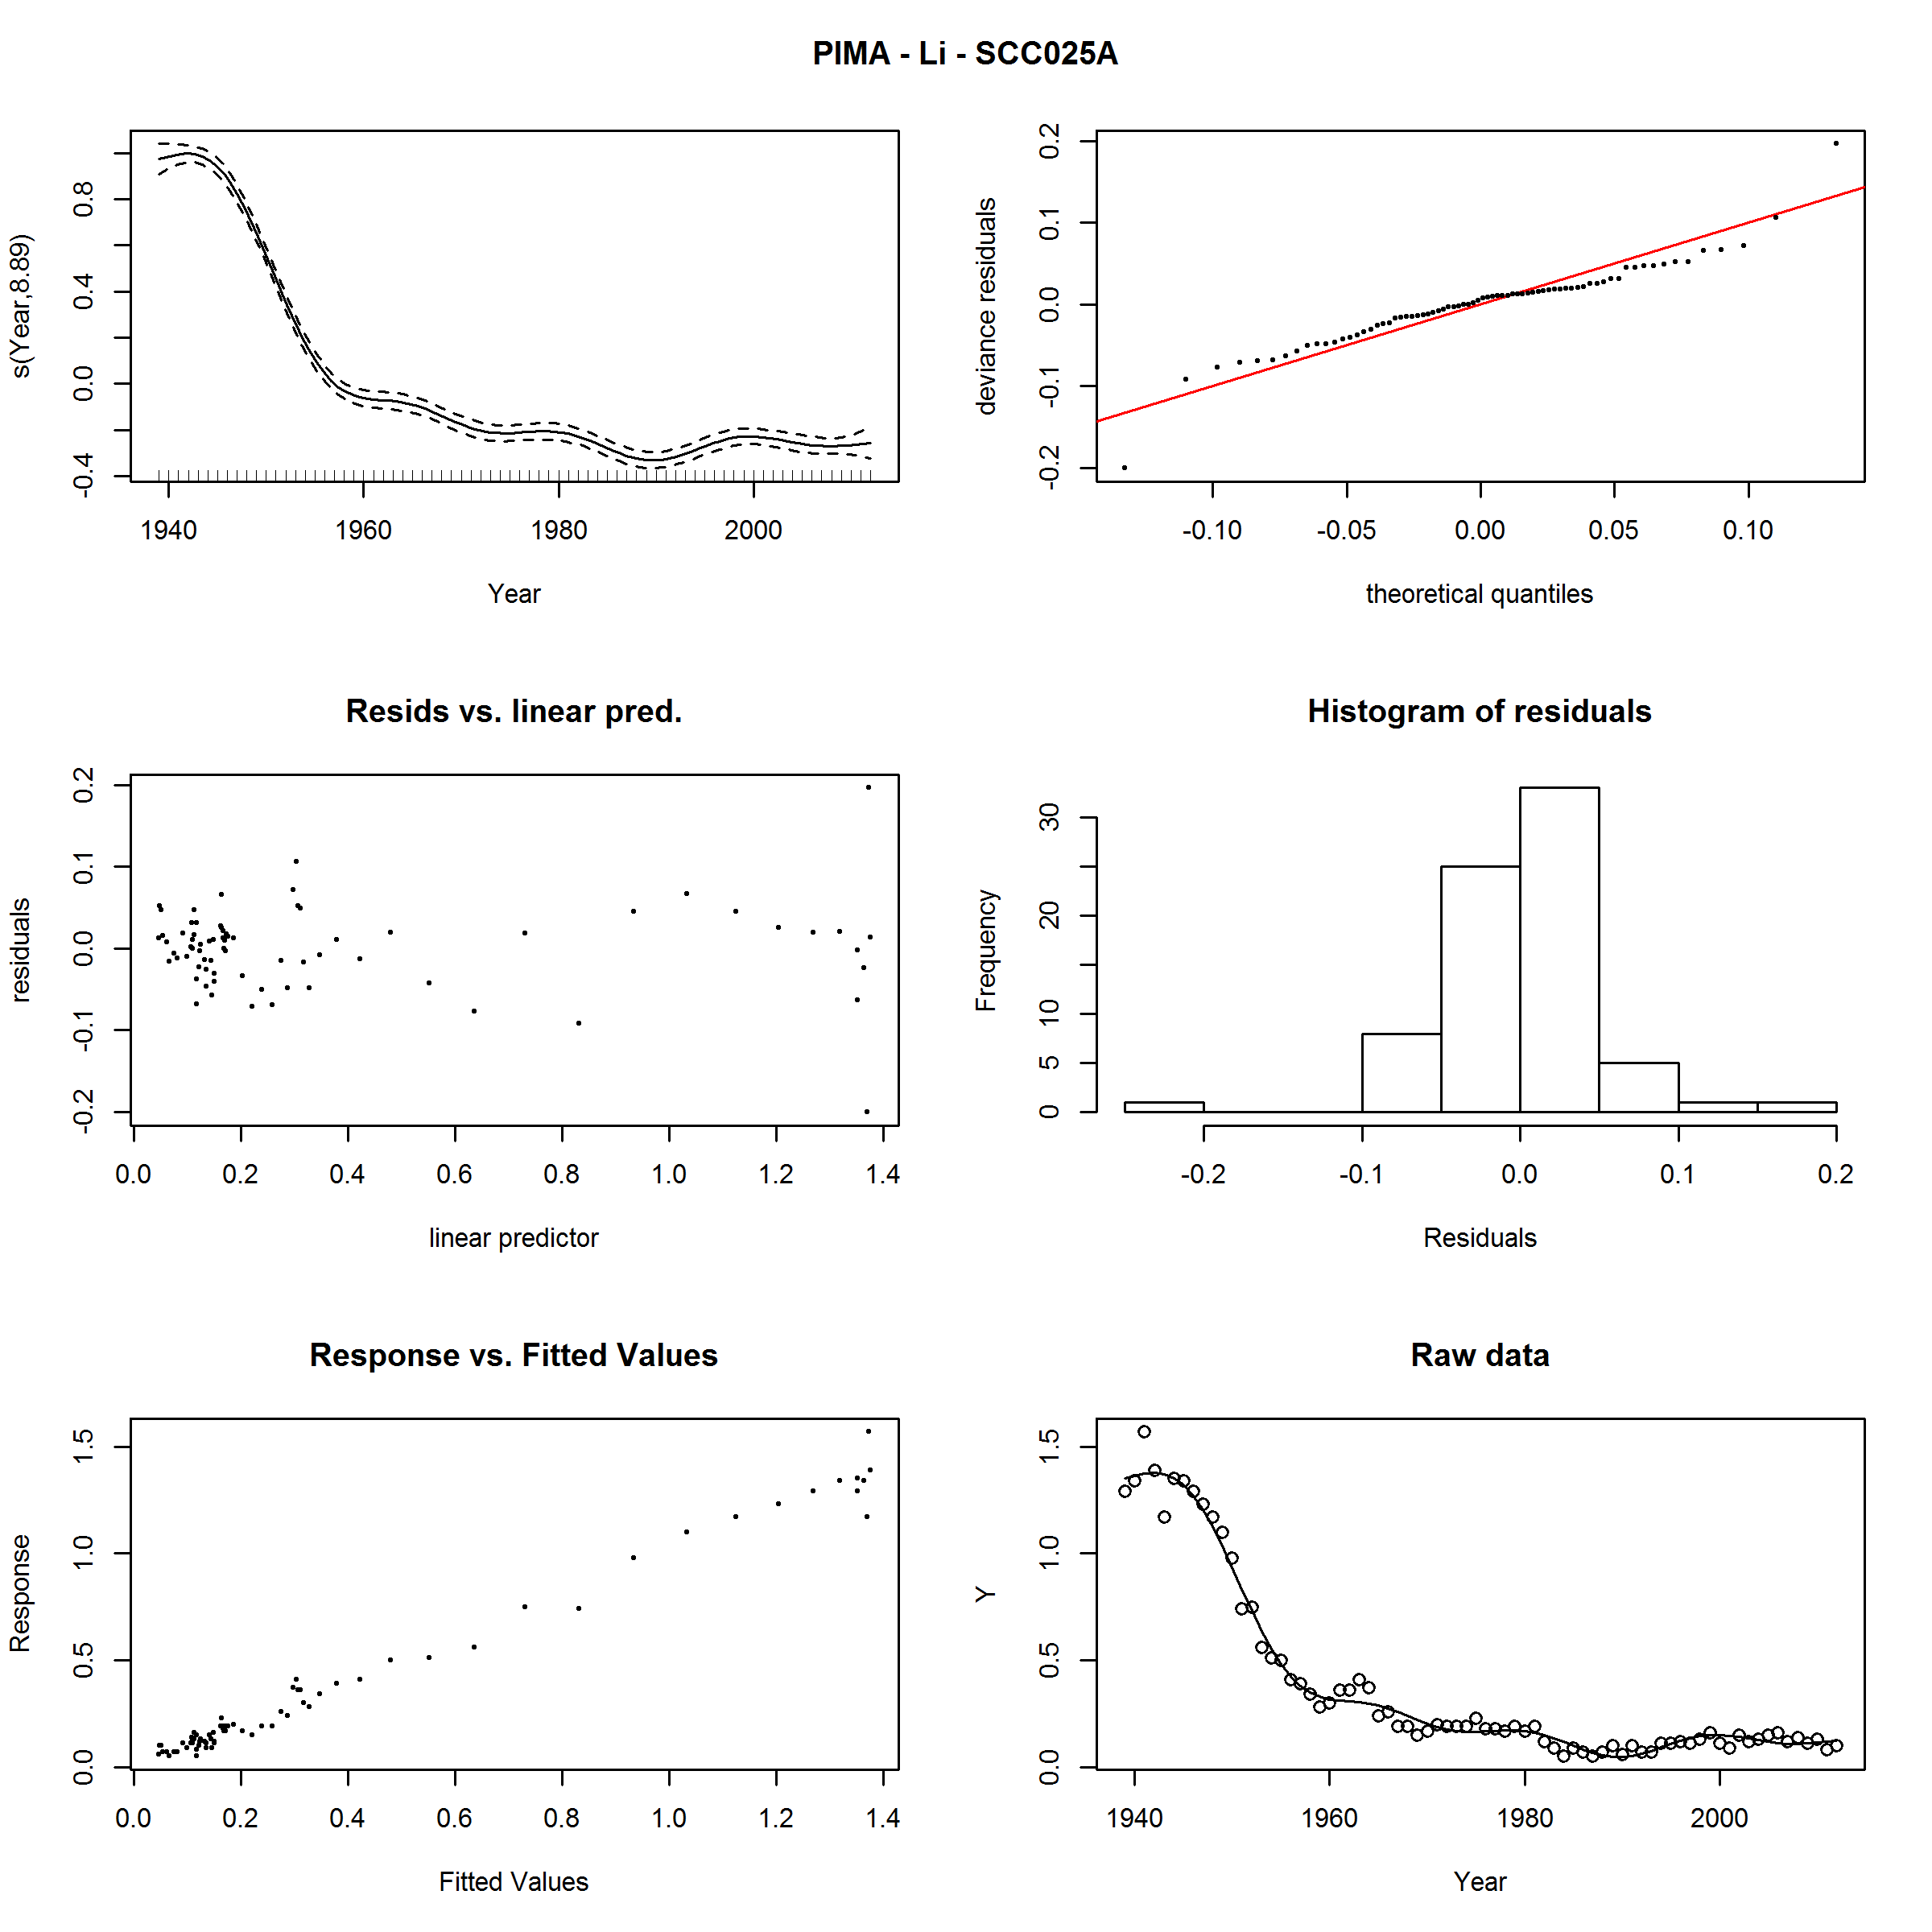 PIMA - Li - SCC025A
s(Year,8.89)
-0.4 0.0 0.4 0.8
1940 1960 1980 2000
Year
deviance residuals
-0.2 -0.1 0.0 0.1 0.2
-0.10 -0.05 0.00 0.05 0.10
theoretical quantiles
Resids vs. linear pred.
residuals
-0.2 -0.1 0.0 0.1 0.2
0.0 0.2 0.4 0.6 0.8 1.0 1.2 1.4
linear predictor
Histogram of residuals
Frequency
0 5 10 20 30
-0.2 -0.1 0.0 0.1 0.2
Residuals
Response vs. Fitted Values
Response
0.0 0.5 1.0 1.5
0.0 0.2 0.4 0.6 0.8 1.0 1.2 1.4
Fitted Values
Raw data
Y
0.0 0.5 1.0 1.5
1940 1960 1980 2000
Year